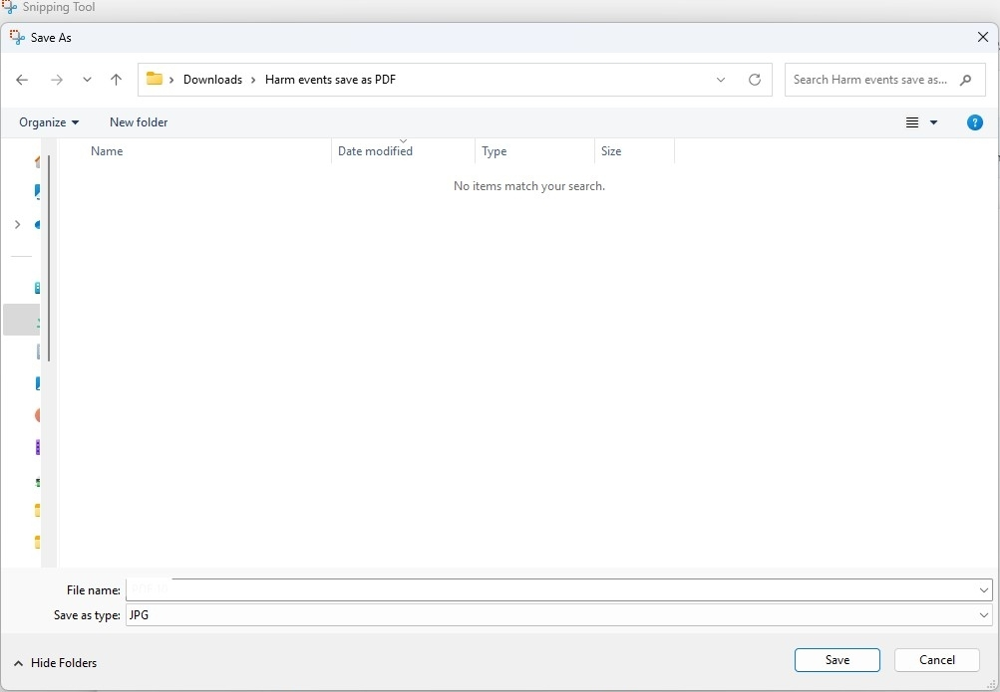 Snipping Tool
Save As
Downloads Harm events save as PDF
Search Harm events save as...
Organize New folder
Name Date modified Type Size
No items match your search.
File name:
Save as type: JPG
Hide Folders Save Cancel